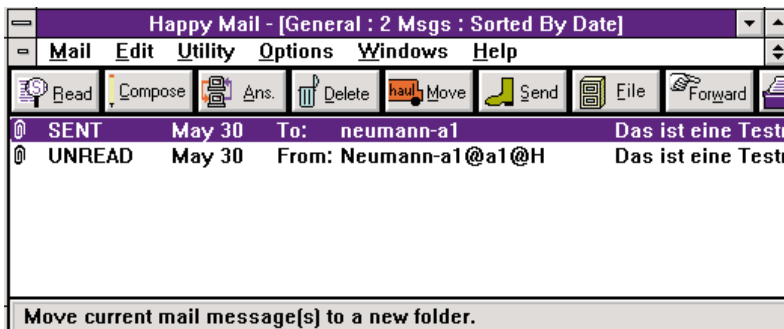 Happy Mail - [General : 2 Msgs : Sorted By Date]
Mail Edit Utility Options Windows Help
Read Compose Ans. Delete haul Move Send File Forward
SENT May 30 To: neumann-a1 Das ist eine Test
UNREAD May 30 From: Neumann-a1@a1@H Das ist eine Test
Move current mail message(s) to a new folder.